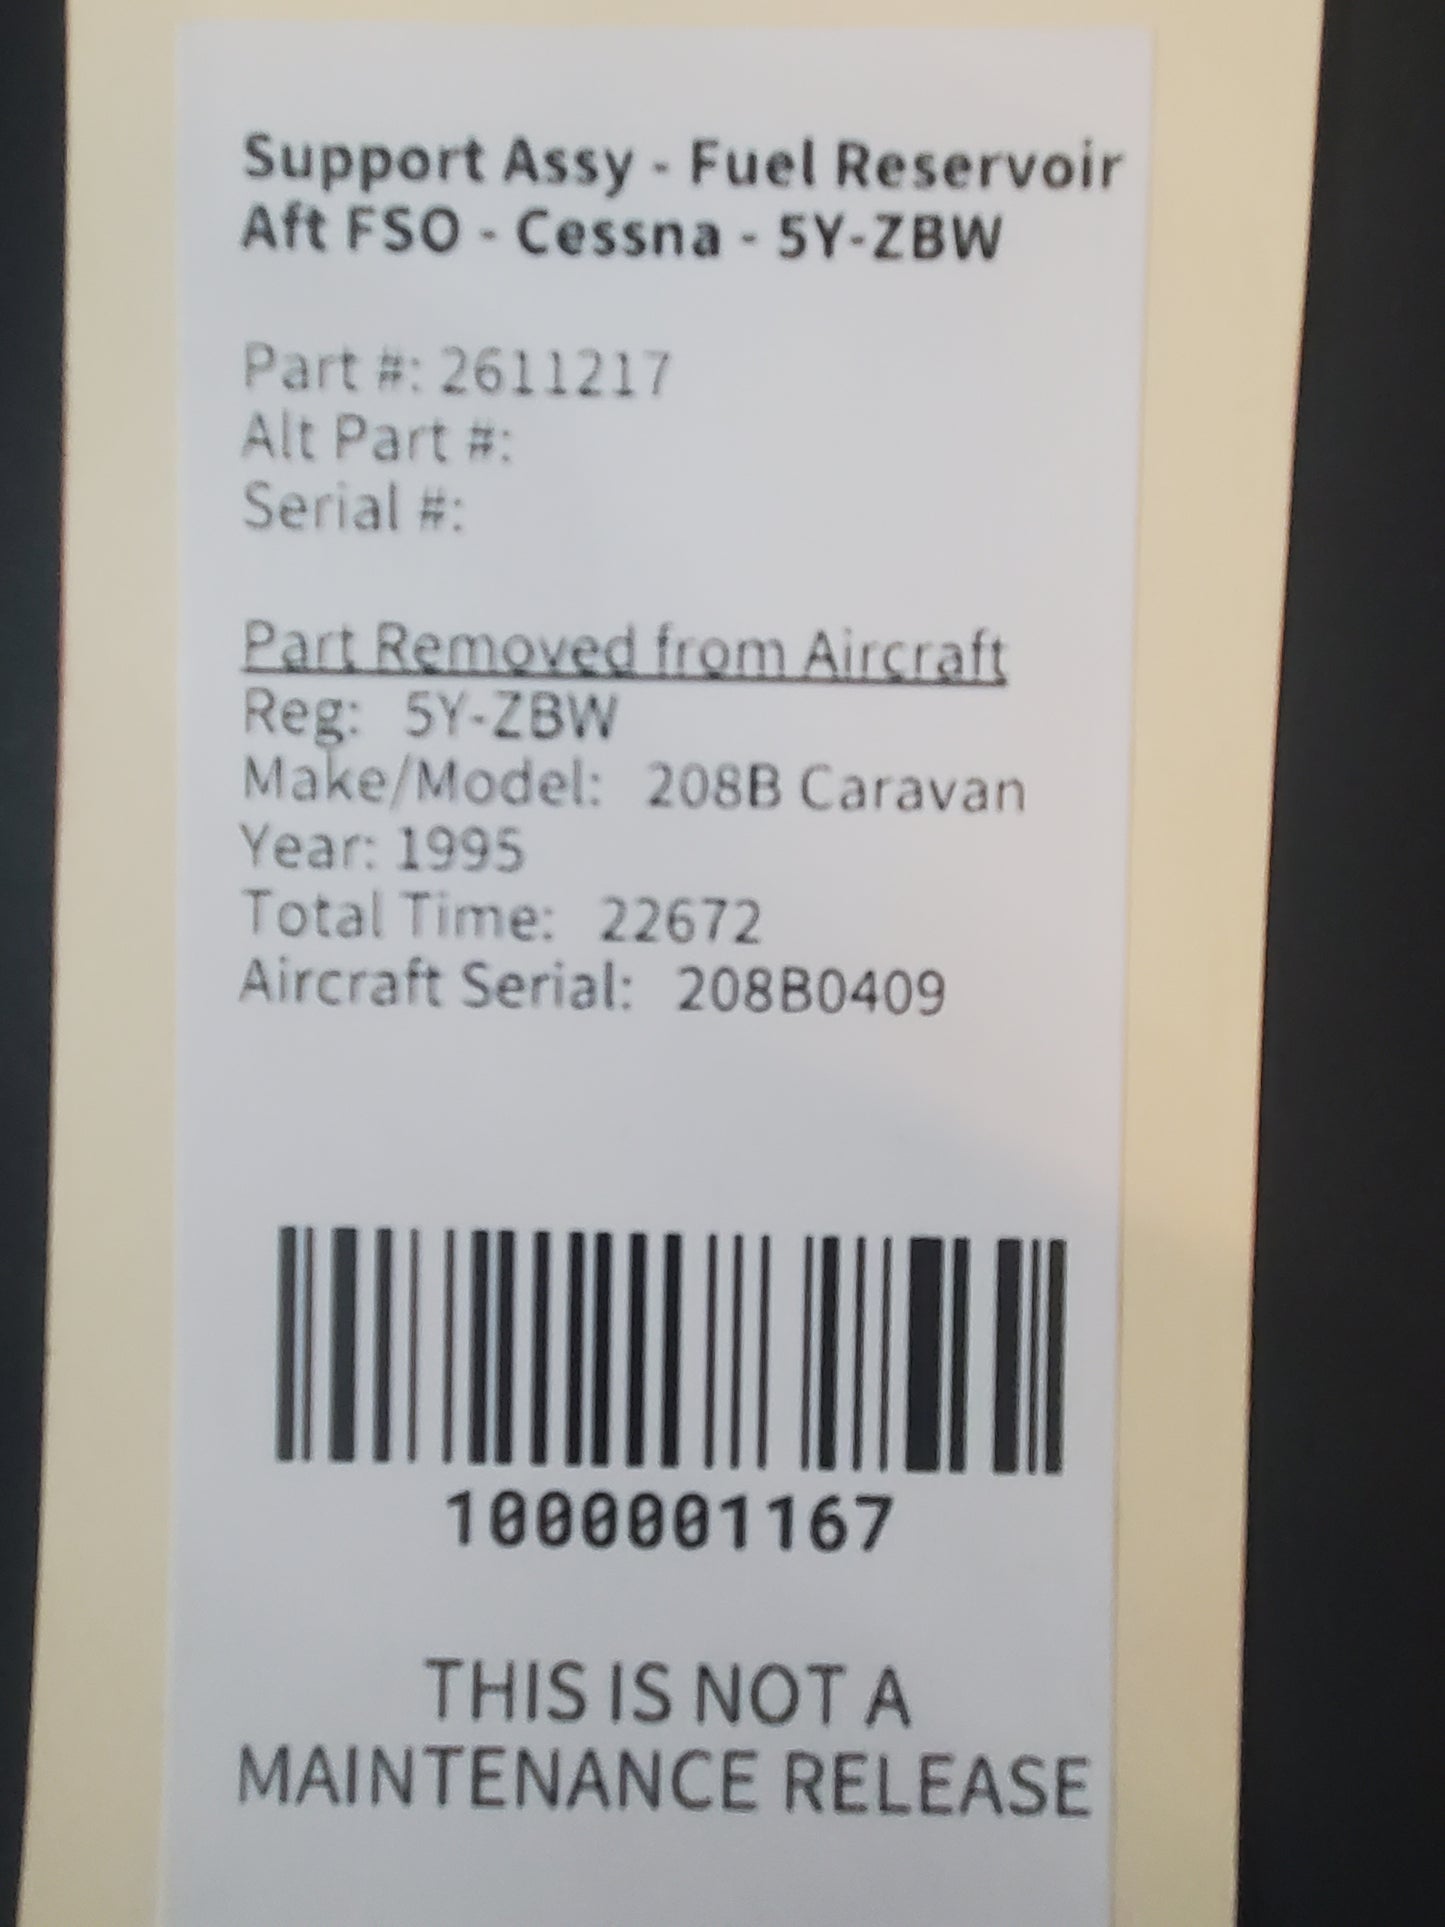 Support Assy - Fuel Reservoir
Aft FSO - Cessna - 5Y-ZBW
Part #: 2611217
Alt Part #:
Serial #:
Part Removed from Aircraft
Reg: 5Y-ZBW
Make/Model: 208B Caravan
Year: 1995
Total Time: 22672
Aircraft Serial: 208B0409
1000001167
THIS IS NOT A
MAINTENANCE RELEASE